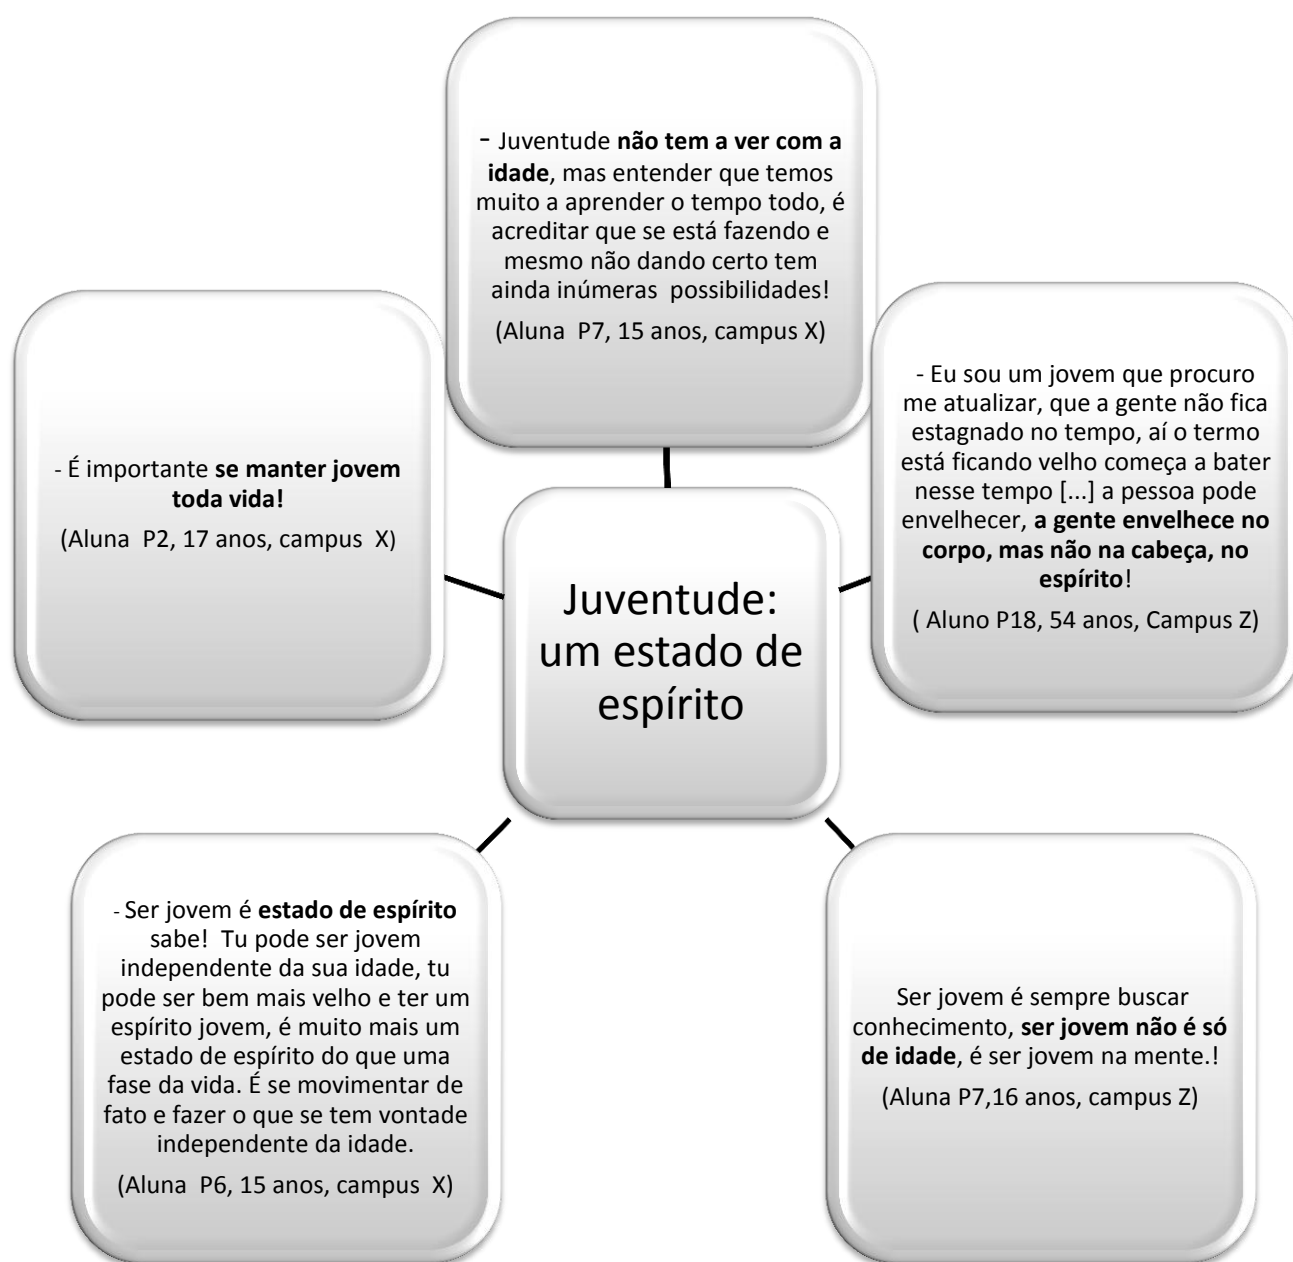 - Juventude não tem a ver com a
idade, mas entender que temos
muito a aprender o tempo todo, é
acreditar que se está fazendo e
mesmo não dando certo tem
ainda inúmeras possibilidades!
(Aluna P7, 15 anos, campus X)
- Eu sou um jovem que procuro
me atualizar, que a gente não fica
estagnado no tempo, aí o termo
está ficando velho começa a bater
nesse tempo [...] a pessoa pode
envelhecer, a gente envelhece no
corpo, mas não na cabeça, no
espírito!
( Aluno P18, 54 anos, Campus Z)
- É importante se manter jovem
toda vida!
(Aluna P2, 17 anos, campus X)
Juventude:
um estado de
espírito
- Ser jovem é estado de espírito
sabe! Tu pode ser jovem
independente da sua idade, tu
pode ser bem mais velho e ter um
espírito jovem, é muito mais um
estado de espírito do que uma
fase da vida. É se movimentar de
fato e fazer o que se tem vontade
independente da idade.
(Aluna P6, 15 anos, campus X)
Ser jovem é sempre buscar
conhecimento, ser jovem não é só
de idade, é ser jovem na mente.!
(Aluna P7,16 anos, campus Z)